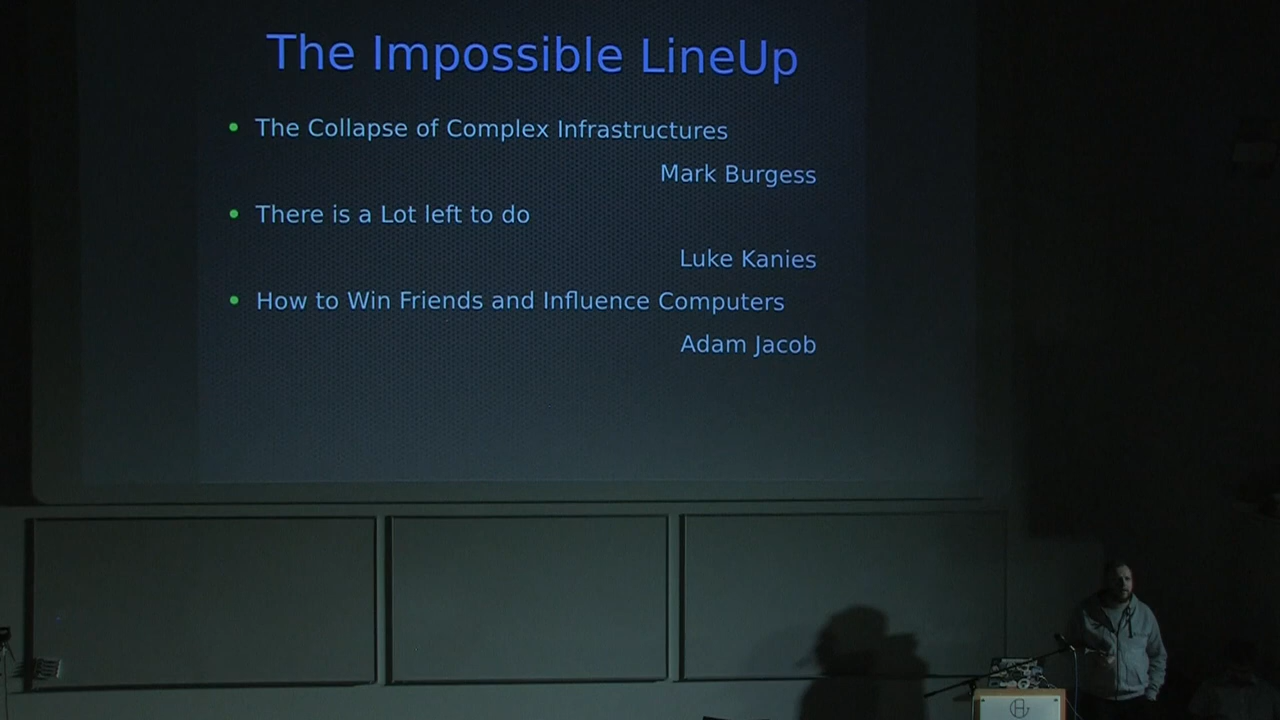 The Impossible LineUp
The Collapse of Complex Infrastructures
Mark Burgess
There is a Lot left to do
Luke Kanies
How to Win Friends and Influence Computers
Adam Jacob